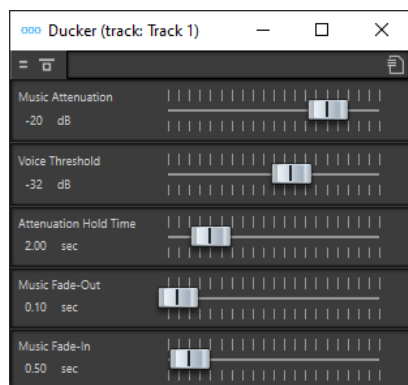 Ducker (track: Track 1)
Music Attenuation
-20 dB
Voice Threshold
-32 dB
Attenuation Hold Time
2.00 sec
Music Fade-Out
0.10 sec
Music Fade-In
0.50 sec